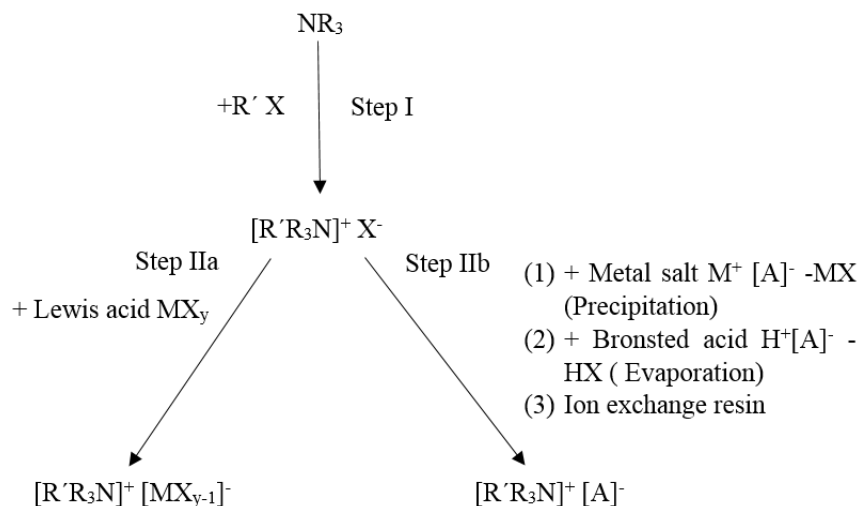 NR₃
+R´ X
Step I
[R´R₃N]⁺ X⁻
Step IIa
+ Lewis acid MXᵧ
Step IIb
(1) + Metal salt M⁺ [A]⁻ -MX
(Precipitation)
(2) + Bronsted acid H⁺[A]⁻ -
HX ( Evaporation)
(3) Ion exchange resin
[R´R₃N]⁺ [MXᵧ₋₁]⁻
[R´R₃N]⁺ [A]⁻